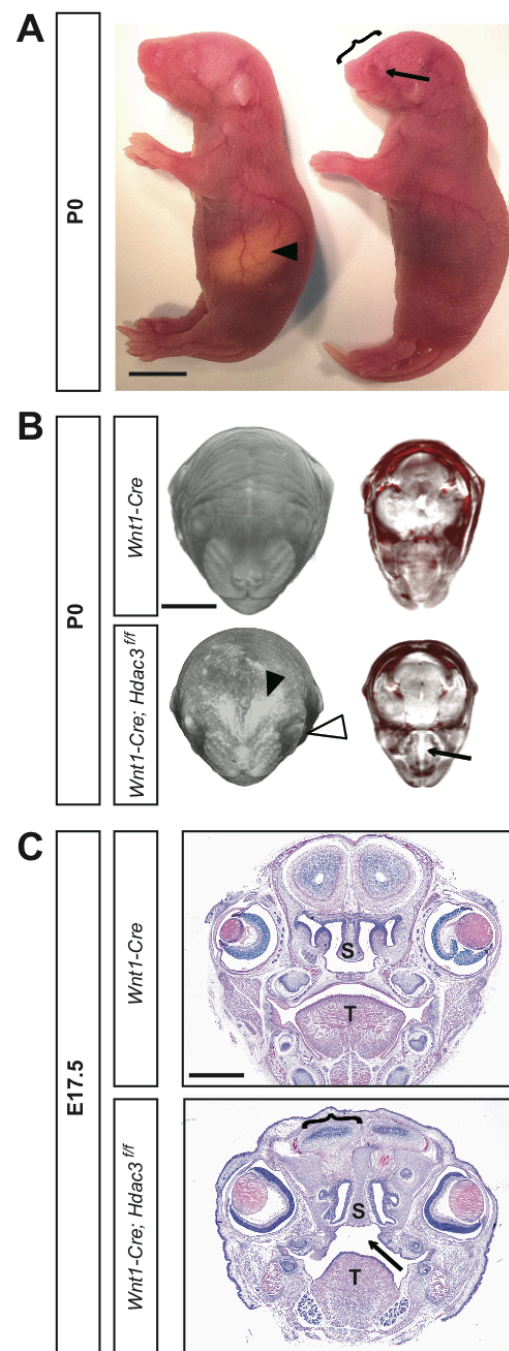 A
P0
B
P0
Wnt1-Cre
Wnt1-Cre; Hdac3f/f
C
E17.5
Wnt1-Cre
S
T
Wnt1-Cre; Hdac3f/f
S
T